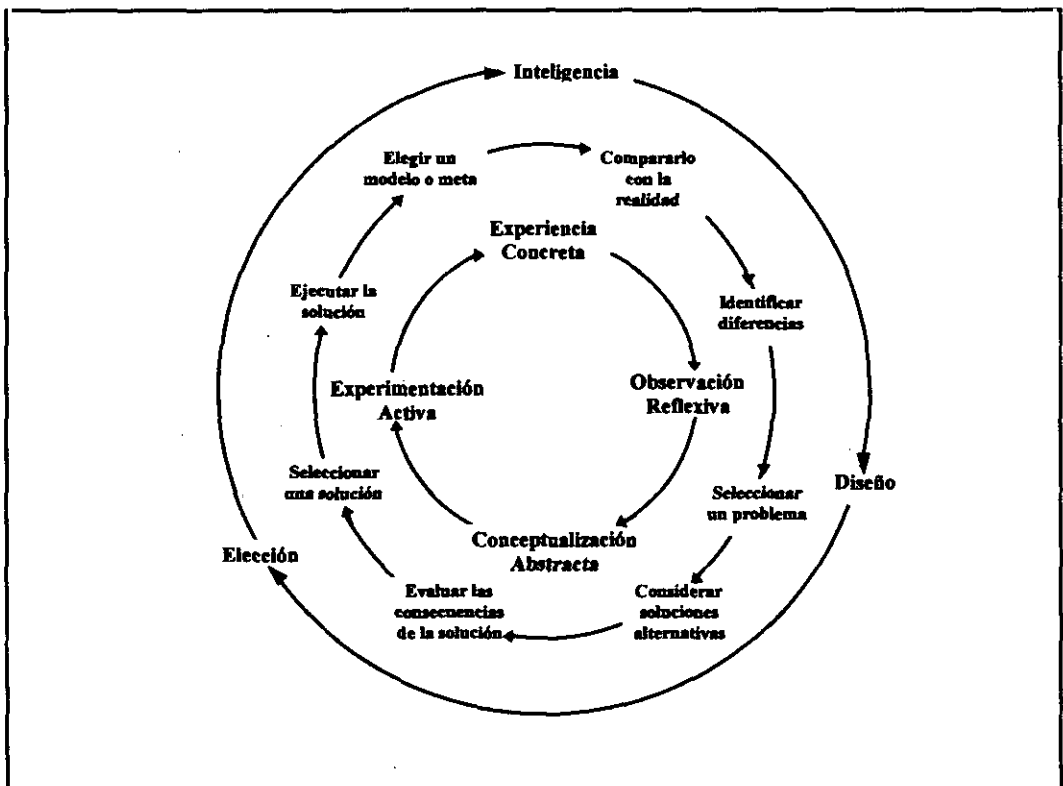 Inteligencia
Elegir un
modelo o meta
Compararlo
con la
realidad
Experiencia
Concreta
Ejecutar la
solución
Identificar
diferencias
Experimentación
Activa
Observación
Reflexiva
Seleccionar
una solución
Seleccionar
un problema
Diseño
Elección
Conceptualización
Abstracta
Evaluar las
consecuencias
de la solución
Considerar
soluciones
alternativas